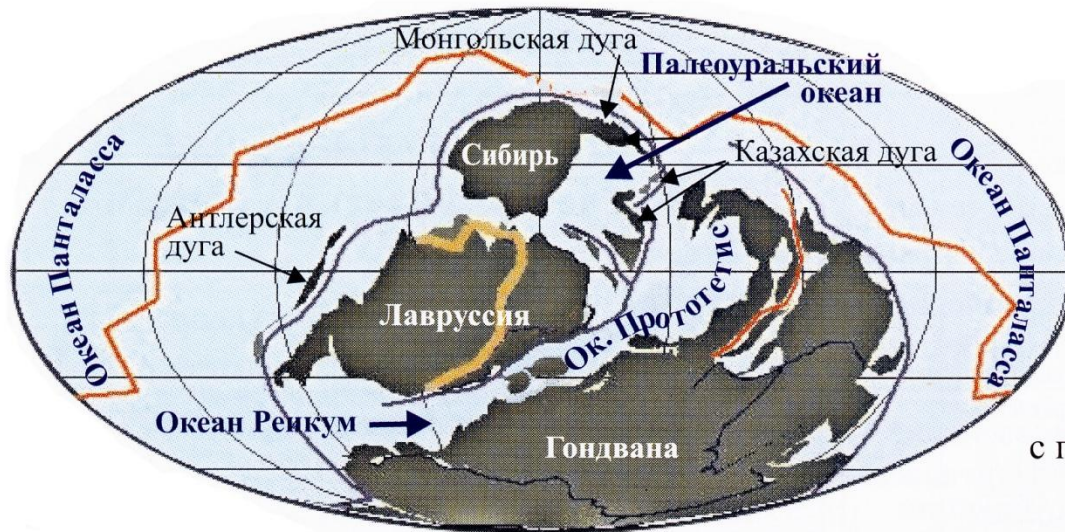 Монгольская дуга
Палеоуральский
океан
Сибирь
Казахская дуга
Океан Панталасса
Океан Панталасса
Антлерская
дуга
Лавруссия
Ок. Прототетис
Океан Реикум
Гондвана
с г